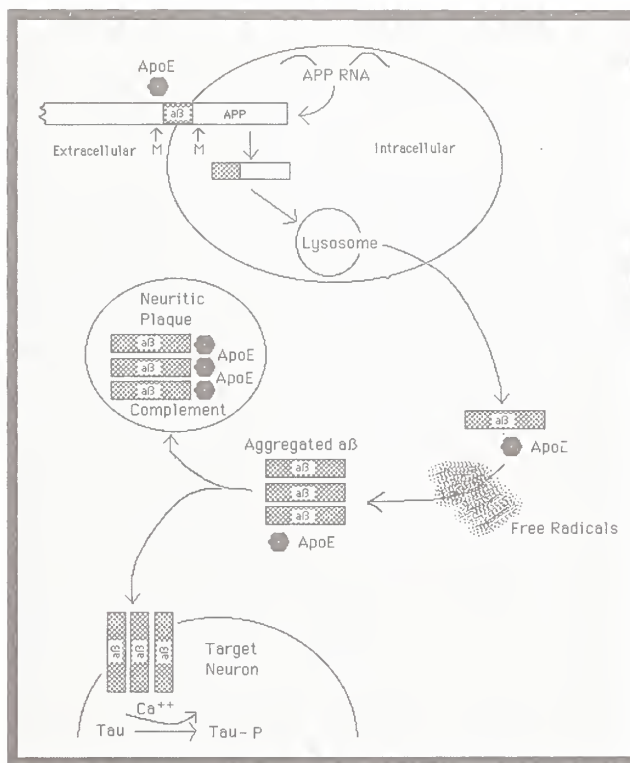 ApoE
APP RNA
aß
APP
Extracellular
M
M
Intracellular
Lysosome
Neuritic
Plaque
aß
ApoE
aß
ApoE
aß
Complement
aß
ApoE
Aggregated aß
aß
aß
aß
ApoE
Free Radicals
aß
aß
aß
Target
Neuron
Ca++
Tau
Tau-P